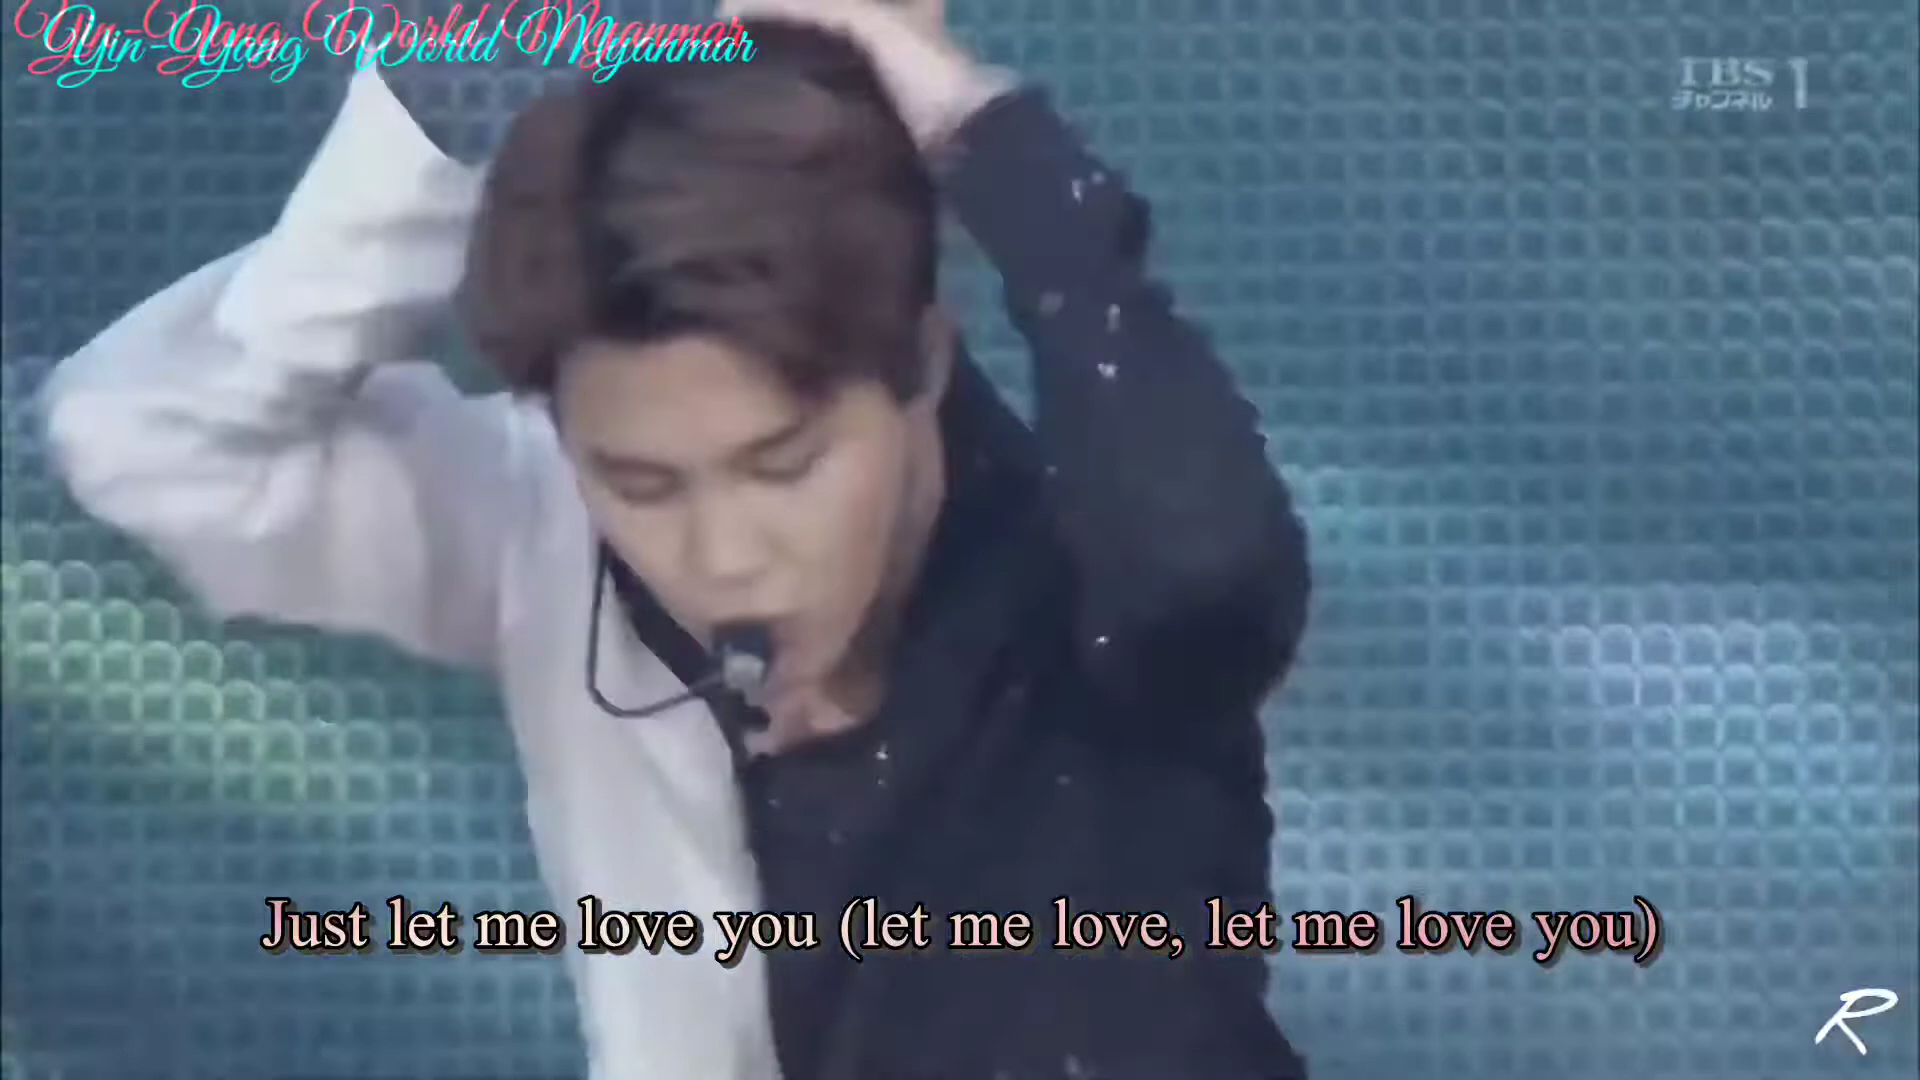 Yin-Yang World Myanmar
TBS
チャンネル 1
Just let me love you (let me love, let me love you)
R